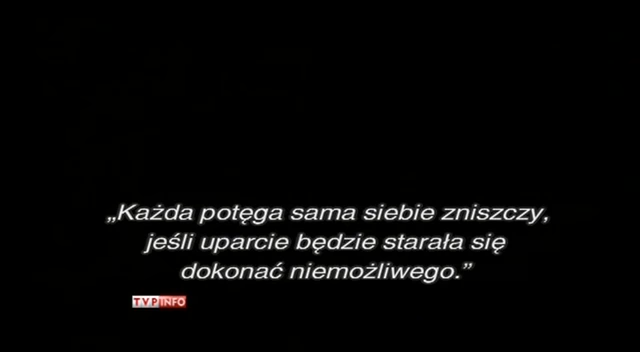 „Każda potęga sama siebie zniszczy,
jeśli uparcie będzie starała się
dokonać niemożliwego.”
TVP INFO